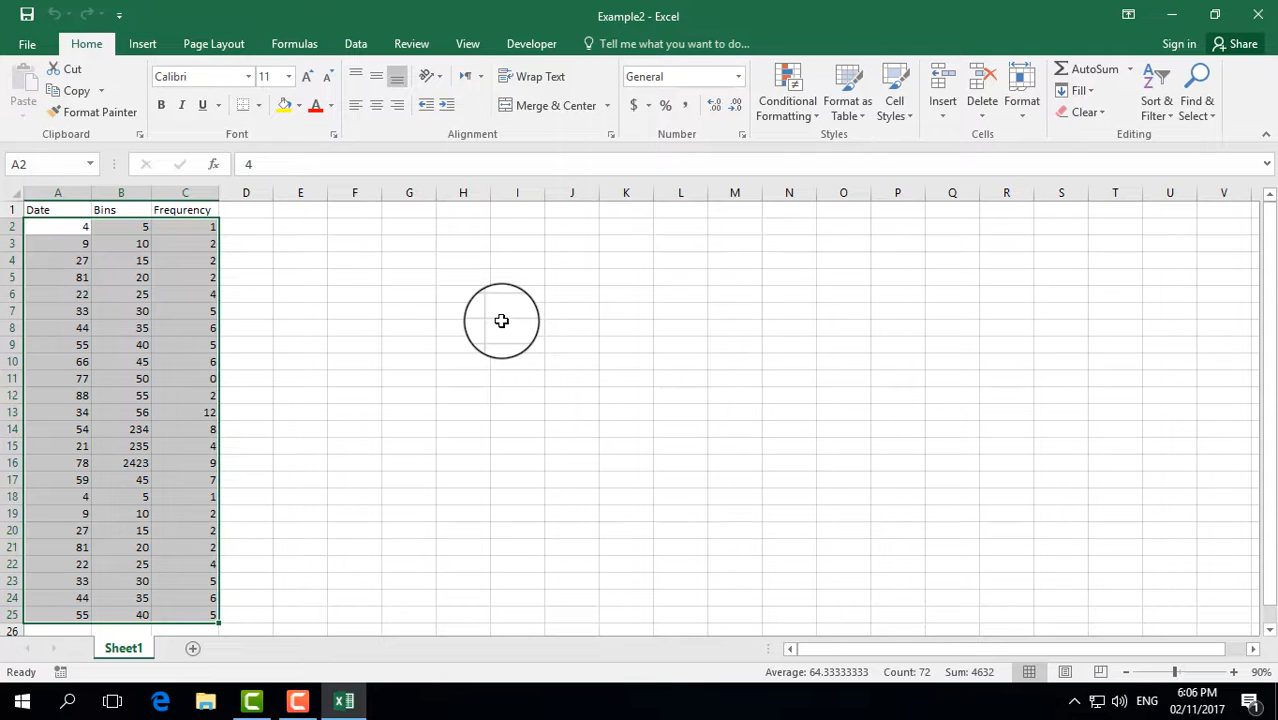 Example2 - Excel
File Home Insert Page Layout Formulas Data Review View Developer Tell me what you want to do... Sign in Share
Paste Cut Copy Format Painter Clipboard
Calibri 11 A A B I U A Font
Wrap Text Merge & Center Alignment
General $ % , Number
Conditional Formatting Format as Table Cell Styles Styles
Insert Delete Format Cells
AutoSum Fill Clear Sort & Filter Find & Select Editing
A2 fx 4
A B C D E F G H I J K L M N O P Q R S T U V
1 Date Bins Frequrency
2 4 5 1
3 9 10 2
4 27 15 2
5 81 20 2
6 22 25 4
7 33 30 5
8 44 35 6
9 55 40 5
10 66 45 6
11 77 50 0
12 88 55 2
13 34 56 12
14 54 234 8
15 21 235 4
16 78 2423 9
17 59 45 7
18 4 5 1
19 9 10 2
20 27 15 2
21 81 20 2
22 22 25 4
23 33 30 5
24 44 35 6
25 55 40 5
26
Sheet1
Ready Average: 64.33333333 Count: 72 Sum: 4632 90%
ENG 6:06 PM
02/11/2017 1